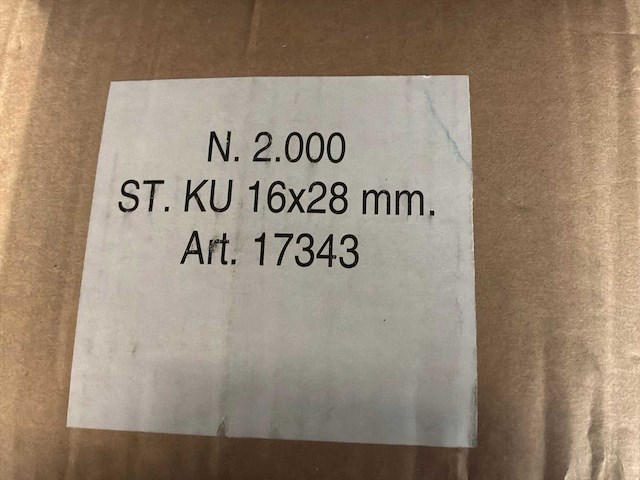 N. 2.000
ST. KU 16x28 mm.
Art. 17343